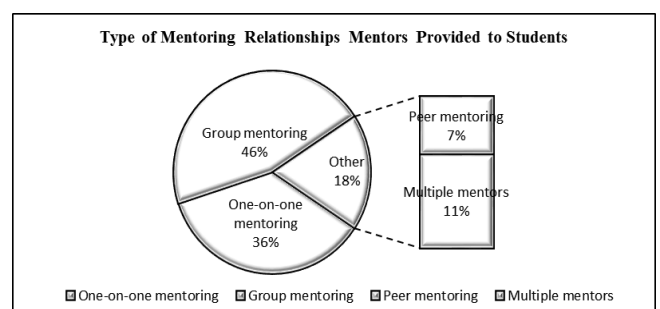 Type of Mentoring Relationships Mentors Provided to Students
Group mentoring
46%
Other
18%
One-on-one
mentoring
36%
Peer mentoring
7%
Multiple mentors
11%
One-on-one mentoring Group mentoring Peer mentoring Multiple mentors